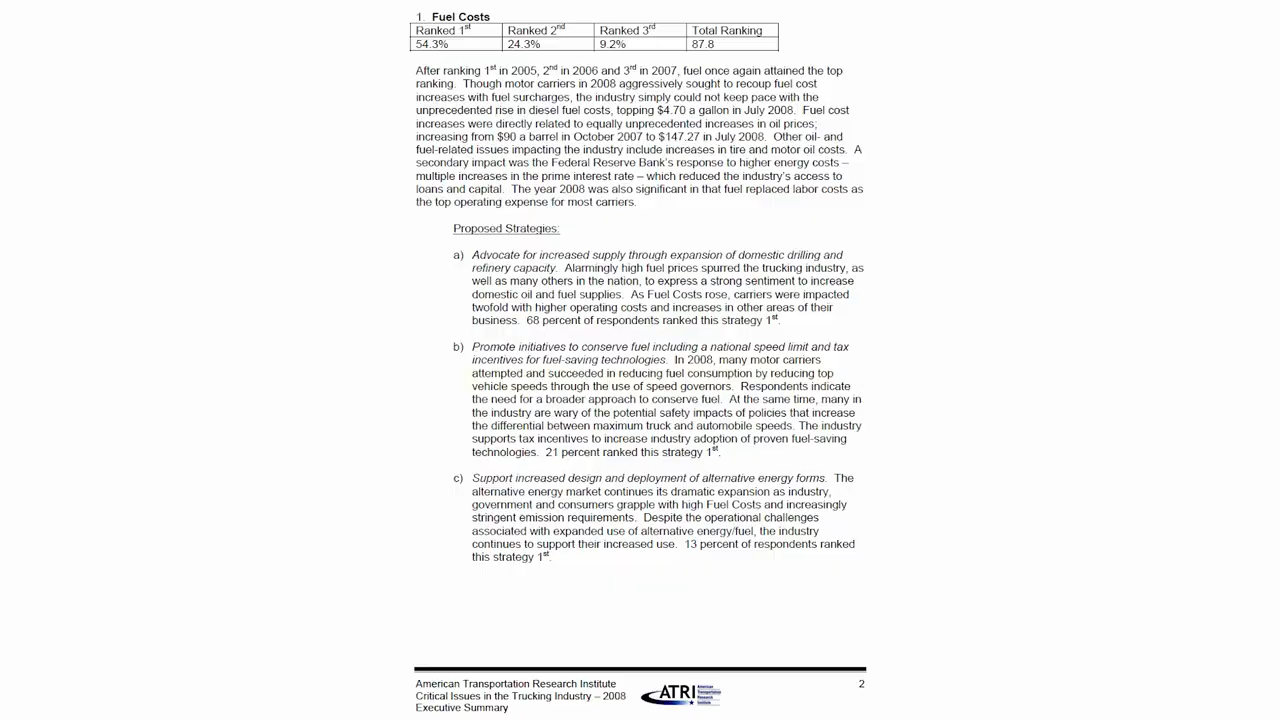 1. Fuel Costs
Ranked 1st Ranked 2nd Ranked 3rd Total Ranking
54.3% 24.3% 9.2% 87.8
After ranking 1st in 2005, 2nd in 2006 and 3rd in 2007, fuel once again attained the top
ranking. Though motor carriers in 2008 aggressively sought to recoup fuel cost
increases with fuel surcharges, the industry simply could not keep pace with the
unprecedented rise in diesel fuel costs, topping $4.70 a gallon in July 2008. Fuel cost
increases were directly related to equally unprecedented increases in oil prices;
increasing from $90 a barrel in October 2007 to $147.27 in July 2008. Other oil- and
fuel-related issues impacting the industry include increases in tire and motor oil costs. A
secondary impact was the Federal Reserve Bank's response to higher energy costs –
multiple increases in the prime interest rate – which reduced the industry's access to
loans and capital. The year 2008 was also significant in that fuel replaced labor costs as
the top operating expense for most carriers.
Proposed Strategies:
a) Advocate for increased supply through expansion of domestic drilling and
refinery capacity. Alarmingly high fuel prices spurred the trucking industry, as
well as many others in the nation, to express a strong sentiment to increase
domestic oil and fuel supplies. As Fuel Costs rose, carriers were impacted
twofold with higher operating costs and increases in other areas of their
business. 68 percent of respondents ranked this strategy 1st.
b) Promote initiatives to conserve fuel including a national speed limit and tax
incentives for fuel-saving technologies. In 2008, many motor carriers
attempted and succeeded in reducing fuel consumption by reducing top
vehicle speeds through the use of speed governors. Respondents indicate
the need for a broader approach to conserve fuel. At the same time, many in
the industry are wary of the potential safety impacts of policies that increase
the differential between maximum truck and automobile speeds. The industry
supports tax incentives to increase industry adoption of proven fuel-saving
technologies. 21 percent ranked this strategy 1st.
c) Support increased design and deployment of alternative energy forms. The
alternative energy market continues its dramatic expansion as industry,
government and consumers grapple with high Fuel Costs and increasingly
stringent emission requirements. Despite the operational challenges
associated with expanded use of alternative energy/fuel, the industry
continues to support their increased use. 13 percent of respondents ranked
this strategy 1st.
American Transportation Research Institute
Critical Issues in the Trucking Industry – 2008
Executive Summary
ATRI
American
Transportation
Research
Institute
2